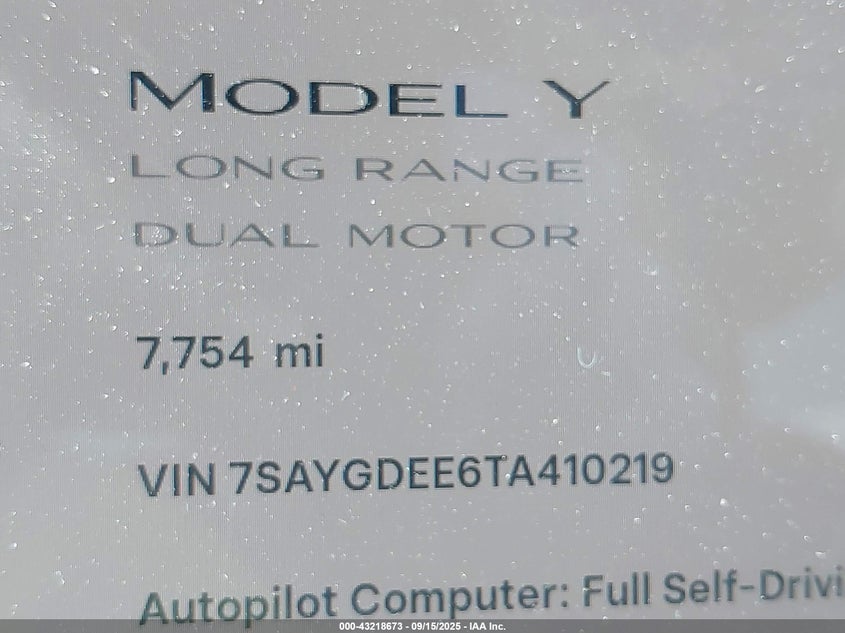 MODEL Y
LONG RANGE
DUAL MOTOR
7,754 mi
VIN 7SAYGDEE6TA410219
Autopilot Computer: Full Self-Drivi
000-43218673 - 09/15/2025 - IAA Inc.